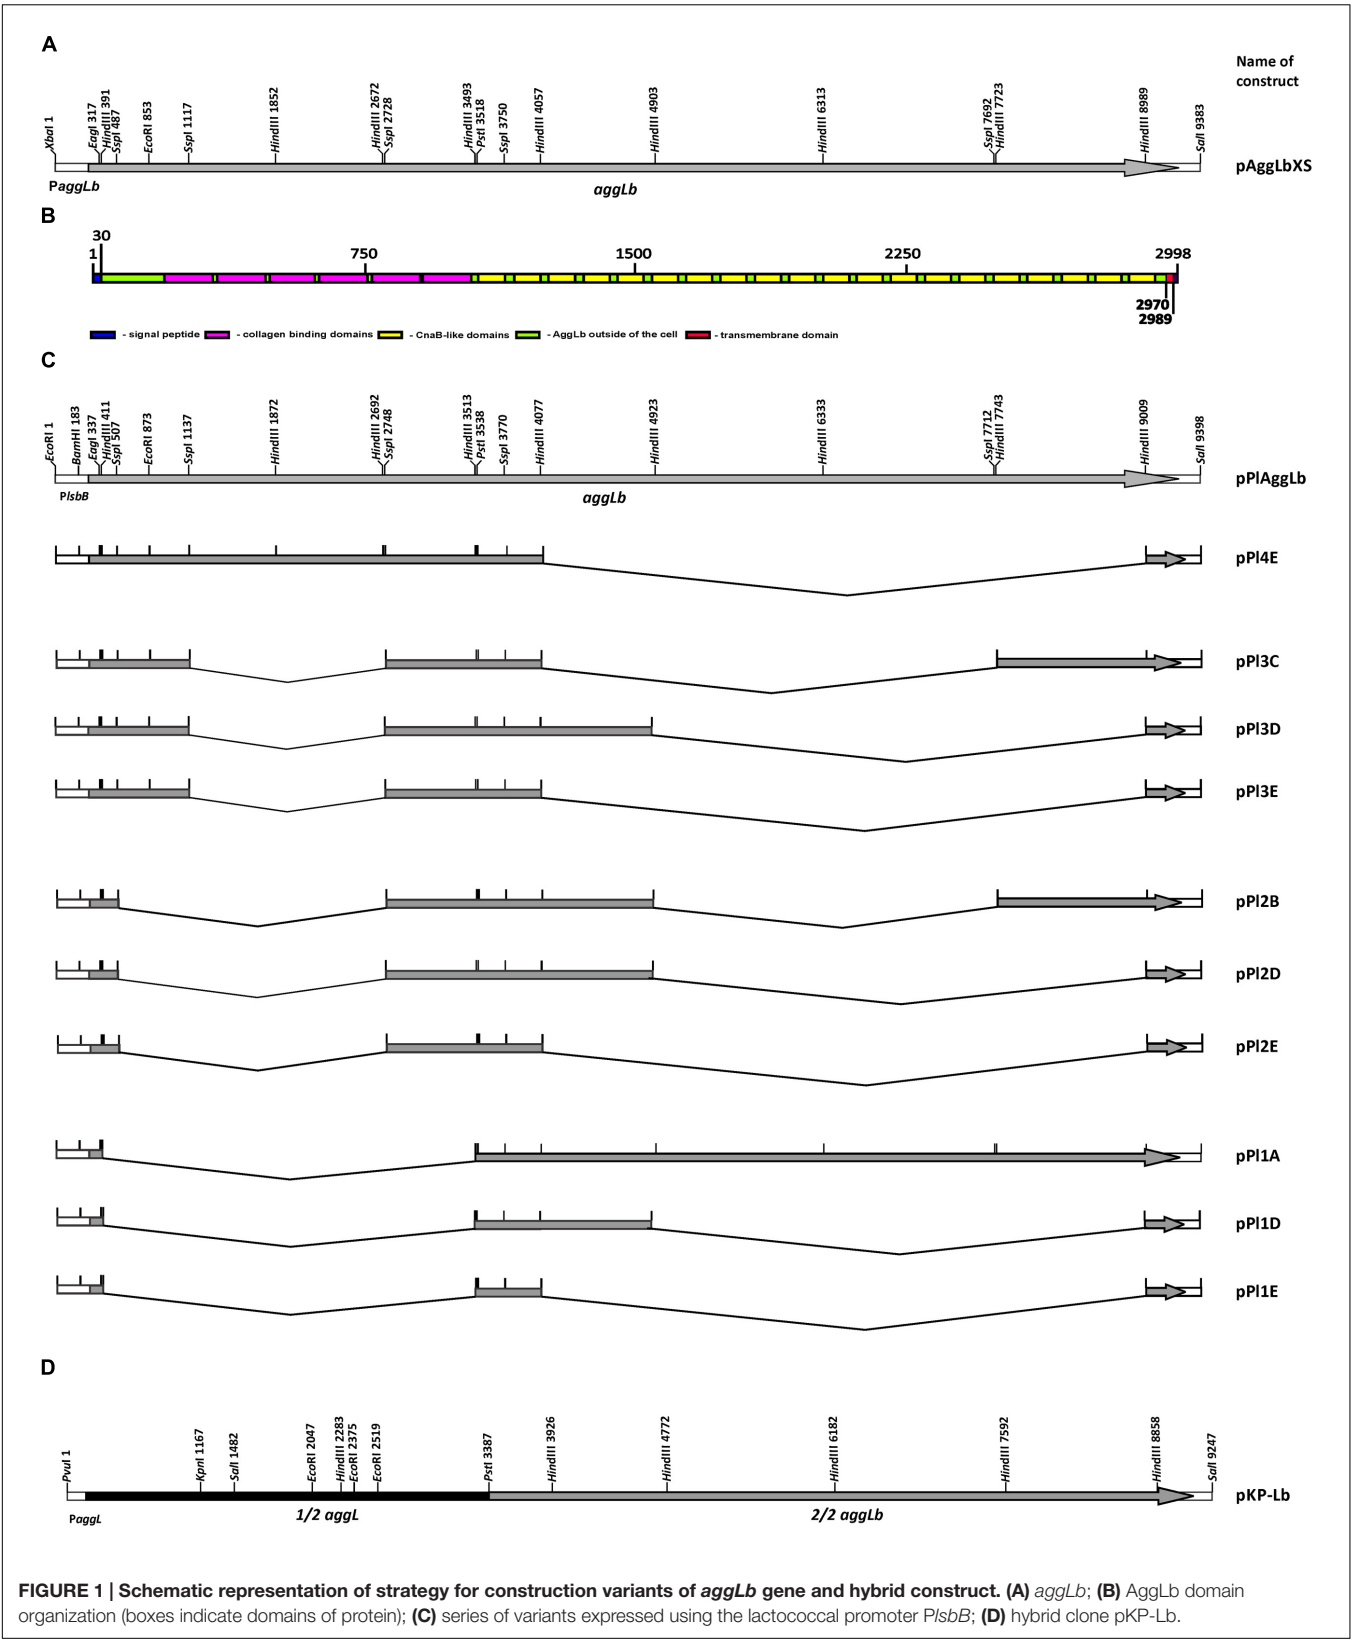 A
Name of
construct
XbaI 1
EagI 317
HindIII 391
SspI 487
EcoRI 853
SspI 1117
HindIII 1852
HindIII 2672
SspI 2728
HindIII 3493
PstI 3518
SspI 3750
HindIII 4057
HindIII 4903
HindIII 6313
SspI 7692
HindIII 7723
HindIII 8989
SalI 9383
pAggLbXS
PaggLb
aggLb
B
30
1
750
1500
2250
2998
2970
2989
- signal peptide
- collagen binding domains
- CnaB-like domains
- AggLb outside of the cell
- transmembrane domain
C
EcoRI 1
BamHI 183
EagI 337
HindIII 411
SspI 507
EcoRI 873
SspI 1137
HindIII 1872
HindIII 2692
SspI 2748
HindIII 3513
PstI 3538
SspI 3770
HindIII 4077
HindIII 4923
HindIII 6333
SspI 7712
HindIII 7743
HindIII 9009
SalI 9398
pPlAggLb
PlsbB
aggLb
pPl4E
pPl3C
pPl3D
pPl3E
pPl2B
pPl2D
pPl2E
pPl1A
pPl1D
pPl1E
D
PvuI 1
KpnI 1167
SalI 1482
EcoRI 2047
HindIII 2283
EcoRI 2375
EcoRI 2519
PstI 3387
HindIII 3926
HindIII 4772
HindIII 6182
HindIII 7592
HindIII 8858
SalI 9247
pKP-Lb
PaggL
1/2 aggL
2/2 aggLb
FIGURE 1 | Schematic representation of strategy for construction variants of aggLb gene and hybrid construct. (A) aggLb; (B) AggLb domain
organization (boxes indicate domains of protein); (C) series of variants expressed using the lactococcal promoter PlsbB; (D) hybrid clone pKP-Lb.